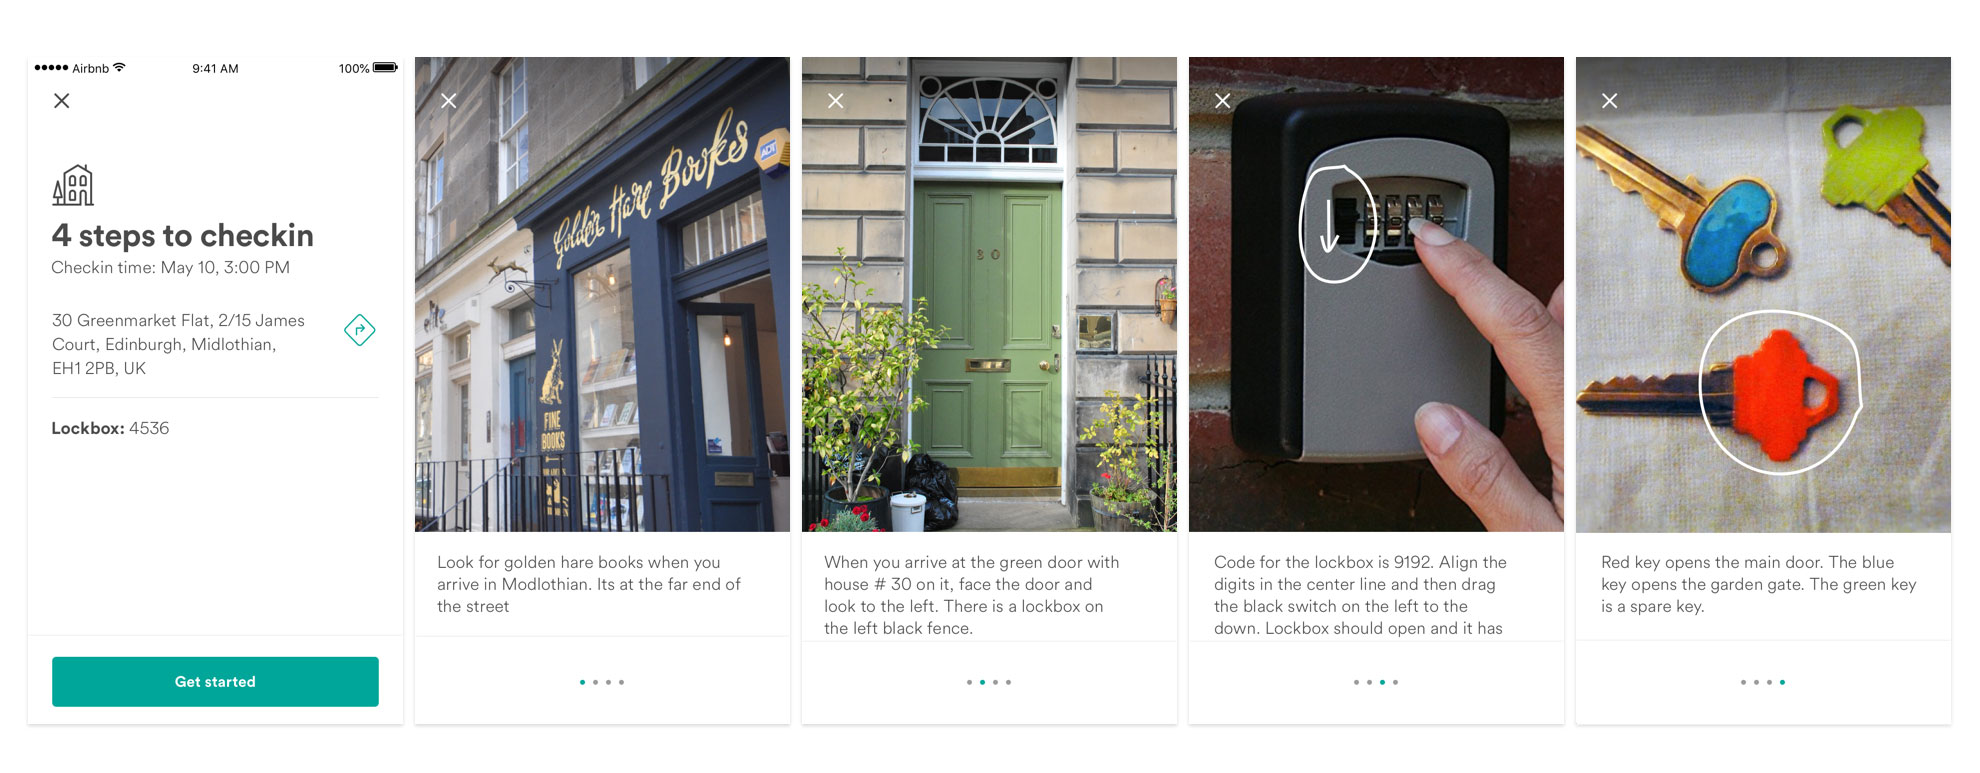 Airbnb
9:41 AM
100%
4 steps to checkin
Checkin time: May 10, 3:00 PM
30 Greenmarket Flat, 2/15 James
Court, Edinburgh, Midlothian,
EH1 2PB, UK
Lockbox: 4536
Get started
Golden Hare Books
ADT
FINE
BOOKS
Look for golden hare books when you
arrive in Modlothian. Its at the far end of
the street
30
When you arrive at the green door with
house # 30 on it, face the door and
look to the left. There is a lockbox on
the left black fence.
Code for the lockbox is 9192. Align the
digits in the center line and then drag
the black switch on the left to the
down. Lockbox should open and it has
Red key opens the main door. The blue
key opens the garden gate. The green key
is a spare key.